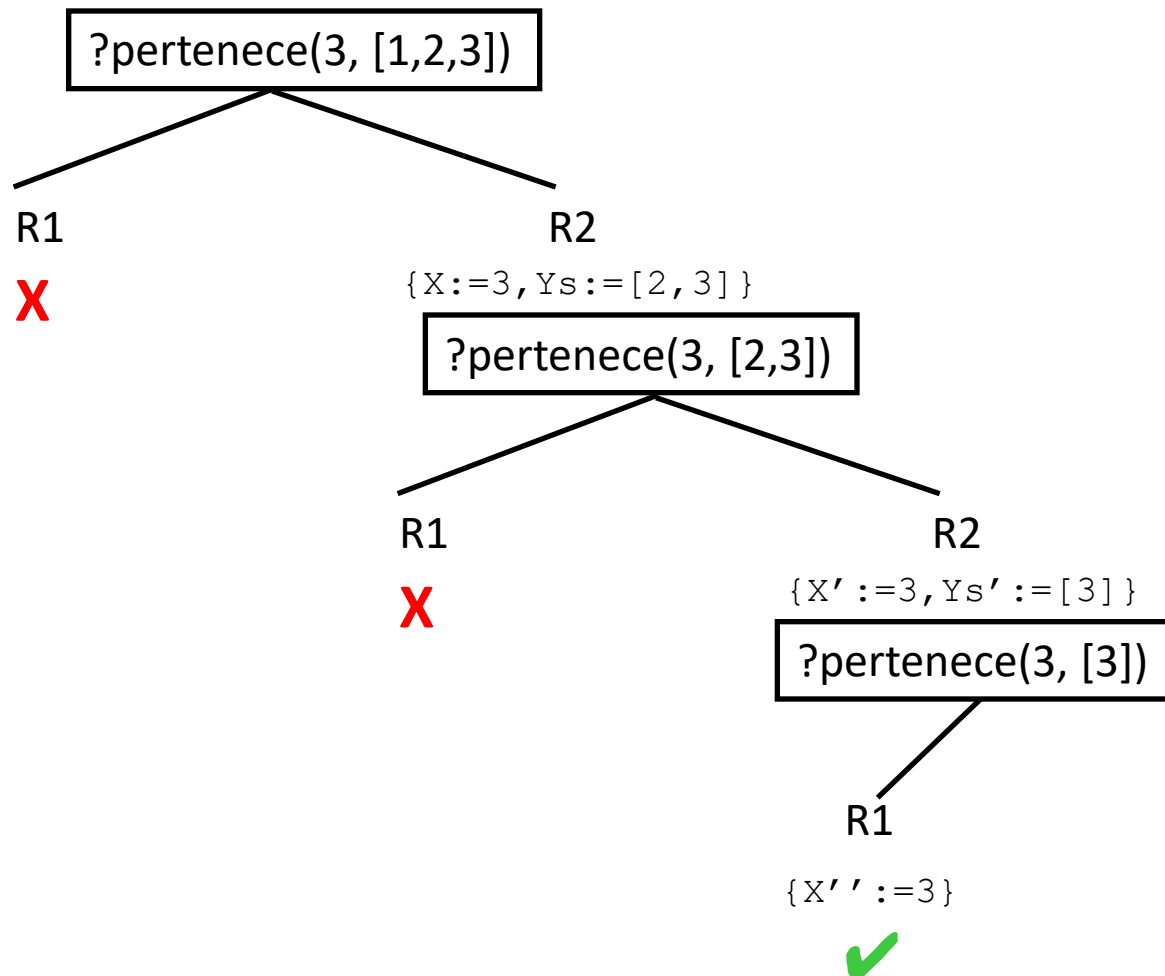 ?pertenece(3, [1,2,3])
R1
R2
X
{X:=3,Ys:=[2,3]}
?pertenece(3, [2,3])
R1
R2
X
{X′:=3,Ys′:=[3]}
?pertenece(3, [3])
R1
{X′′:=3}
✔